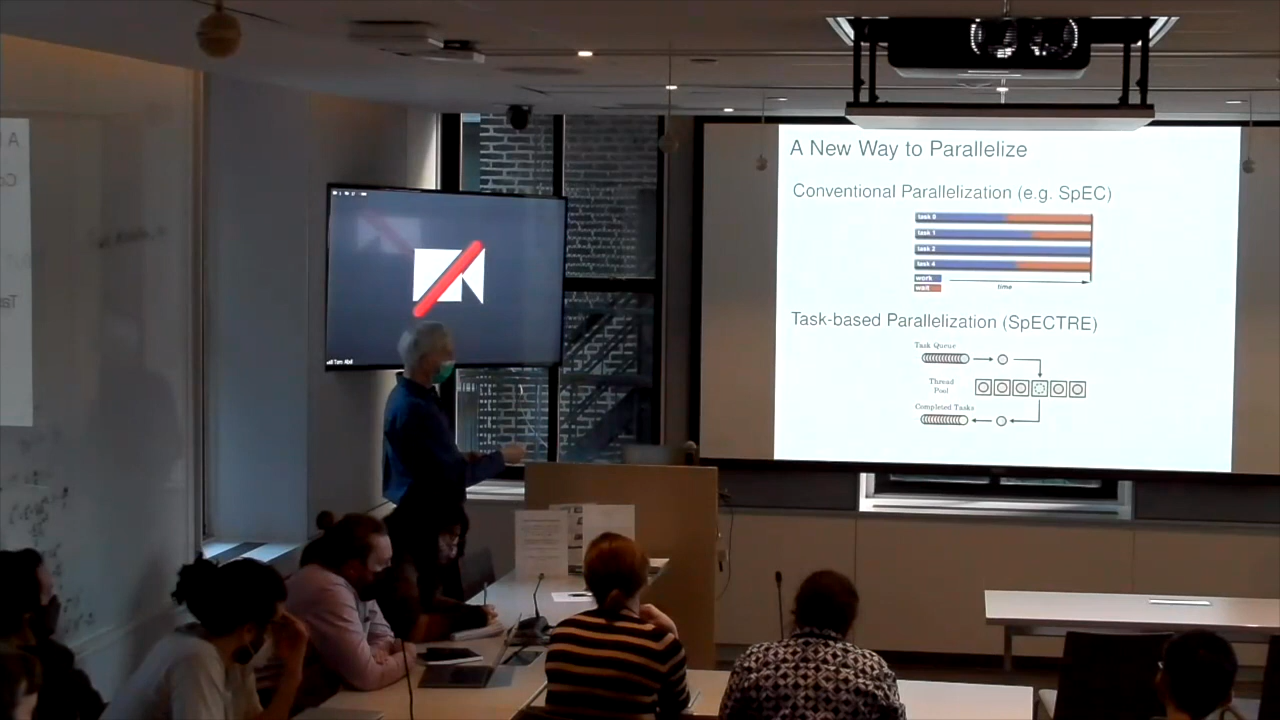 A New Way to Parallelize
Conventional Parallelization (e.g. SpEC)
task 0
task 1
task 2
task 4
work
wait
time
Task-based Parallelization (SpECTRE)
Task Queue
Thread
Pool
Completed Tasks